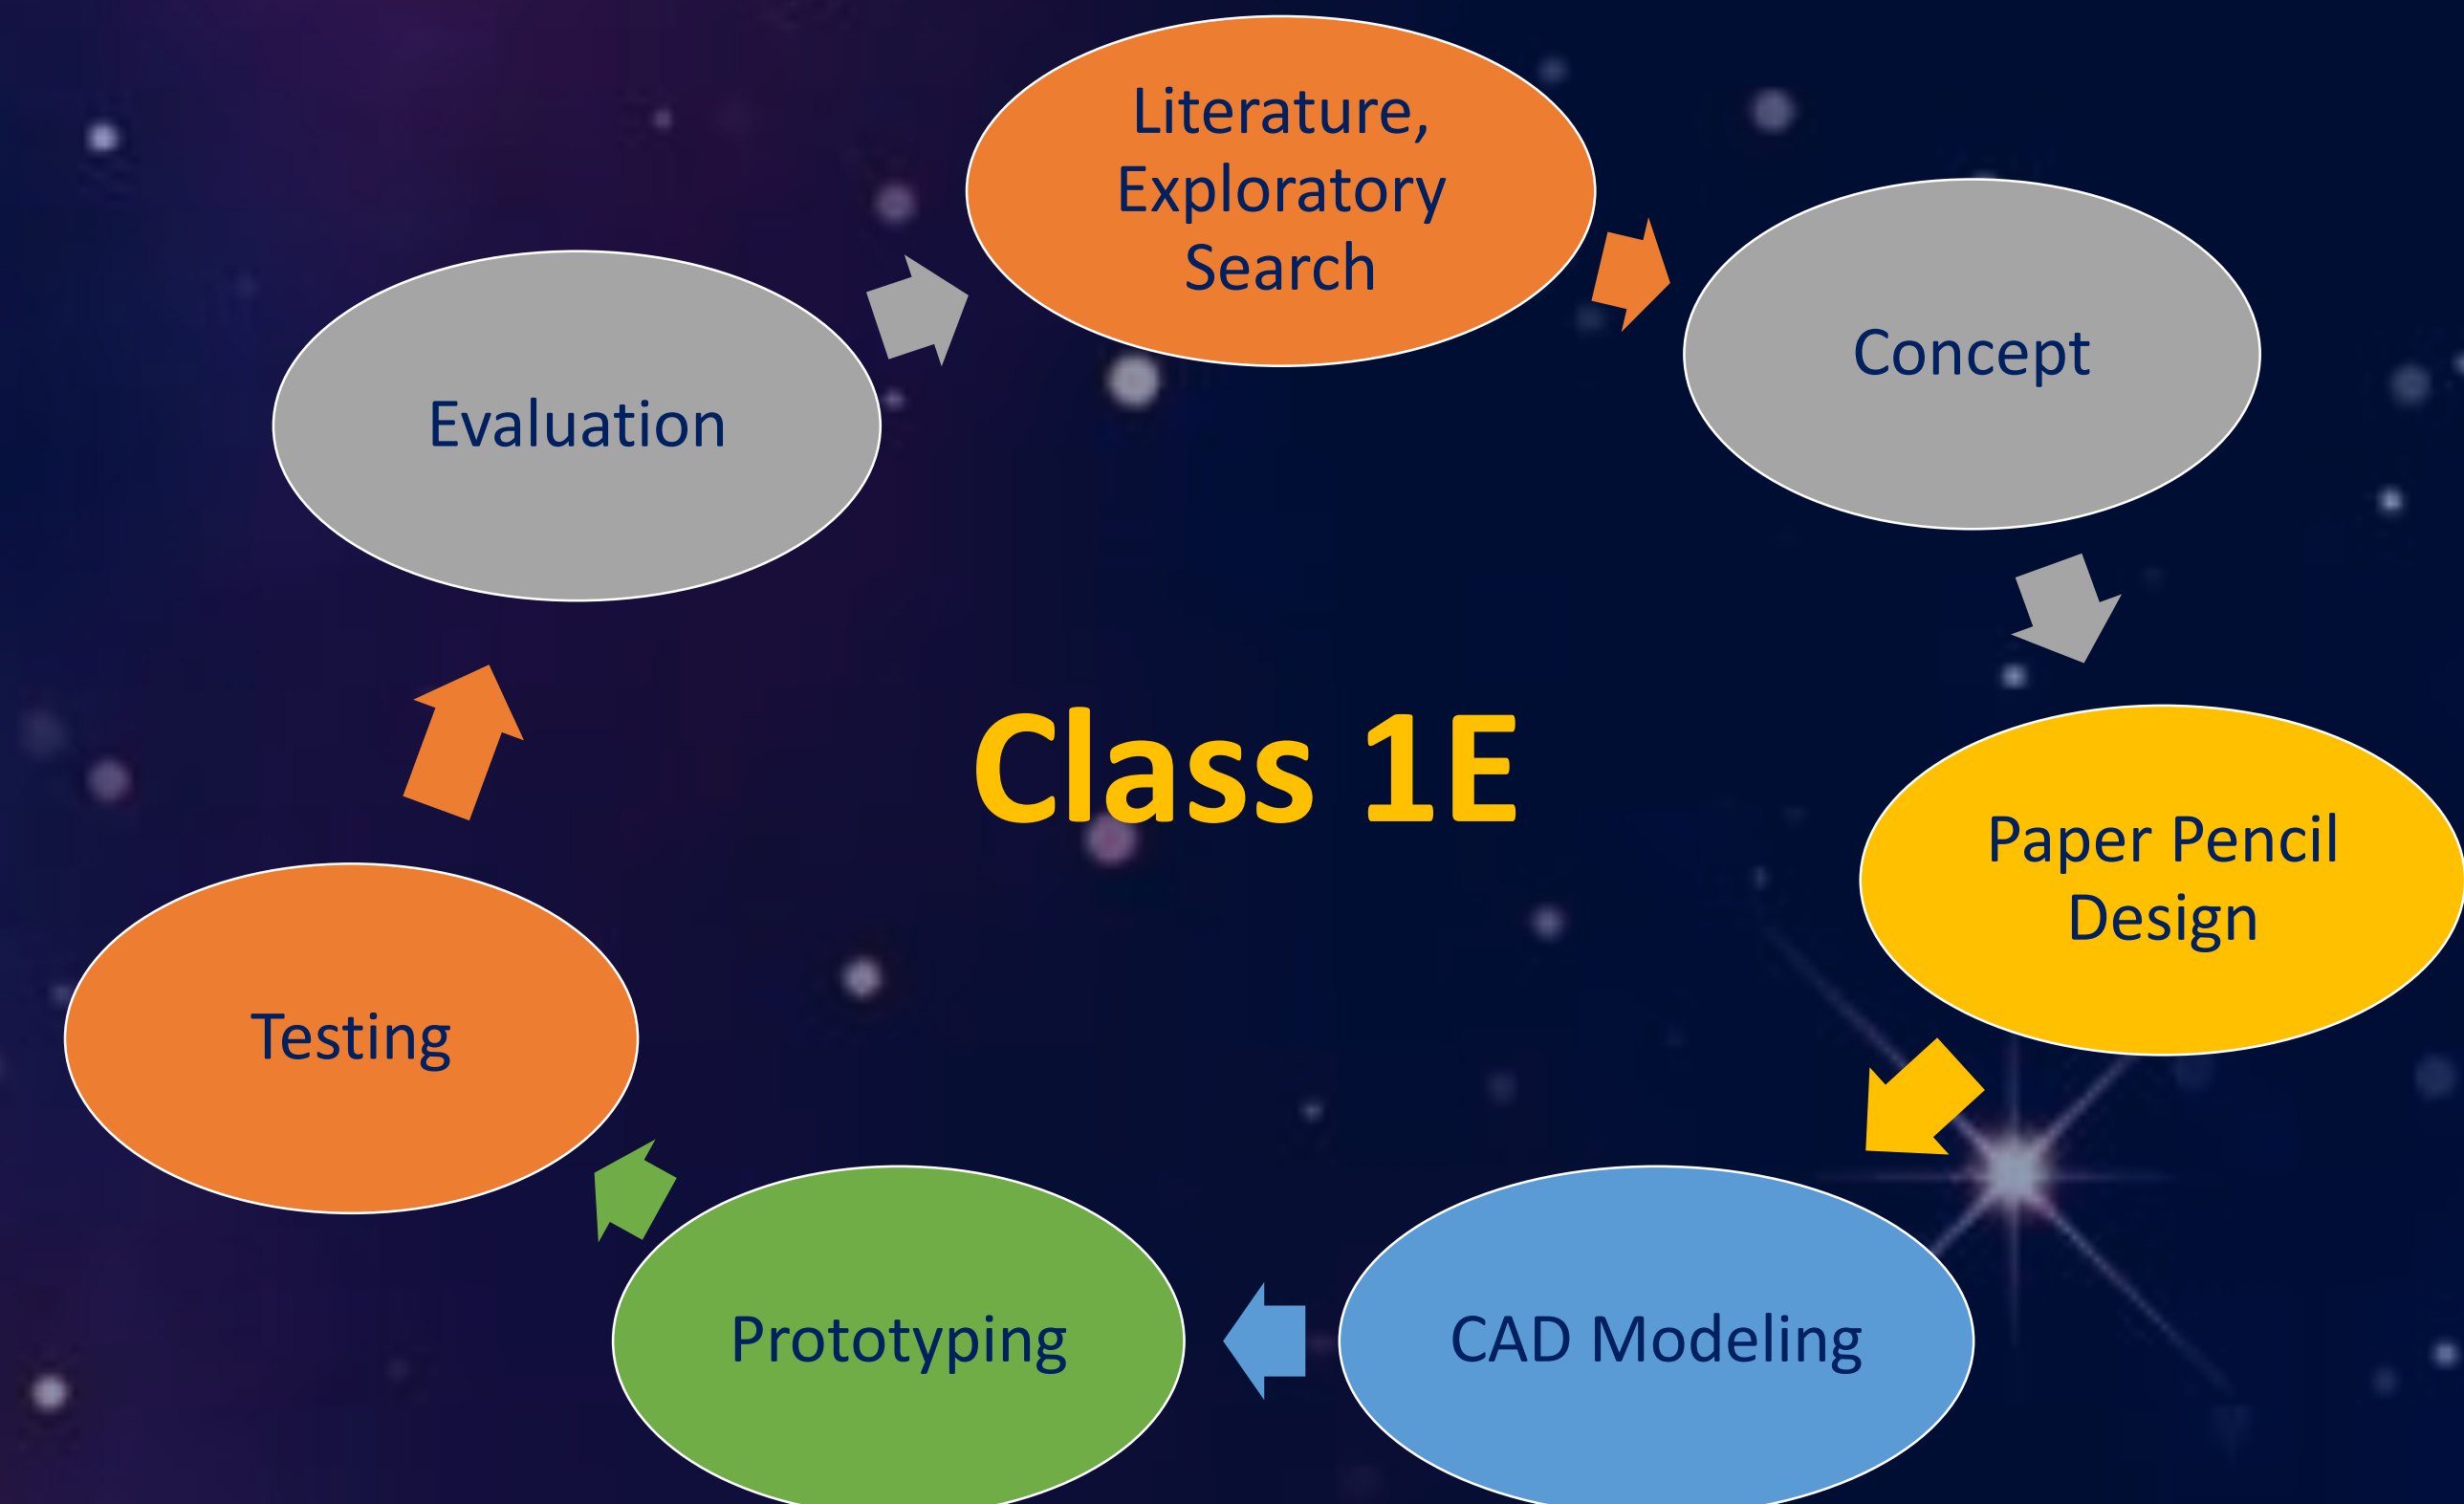 Literature,
Exploratory
Search
Concept
Evaluation
Class 1E
Paper Pencil
Design
Testing
CAD Modeling
Prototyping